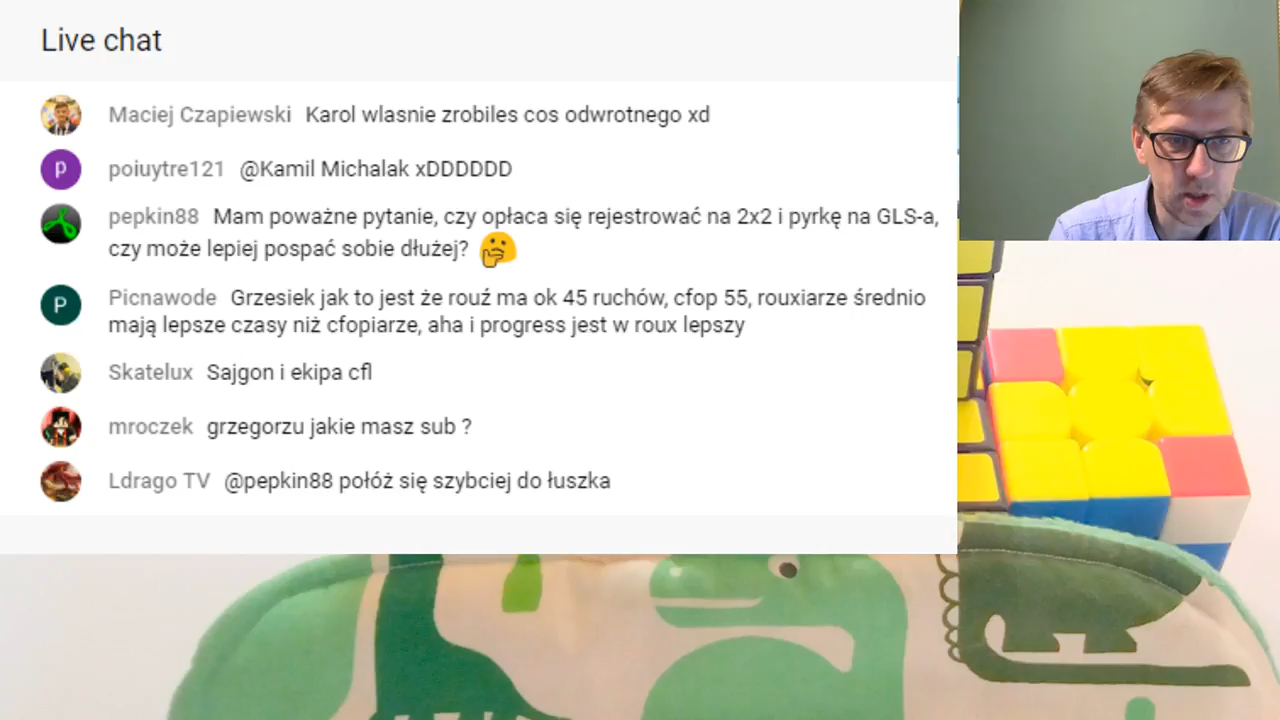 Live chat
Maciej Czapiewski Karol wlasnie zrobiles cos odwrotnego xd
p poiuytre121 @Kamil Michalak xDDDDDD
pepkin88 Mam poważne pytanie, czy opłaca się rejestrować na 2x2 i pyrkę na GLS-a,
czy może lepiej pospać sobie dłużej?
P Picnawode Grzesiek jak to jest że rouź ma ok 45 ruchów, cfop 55, rouxiarze średnio
mają lepsze czasy niż cfopiarze, aha i progress jest w roux lepszy
Skatelux Sajgon i ekipa cfl
mroczek grzegorzu jakie masz sub ?
Ldrago TV @pepkin88 połóż się szybciej do łuszka